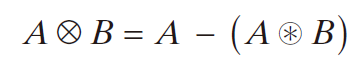 A ⊗ B = A − (A ⊛ B)